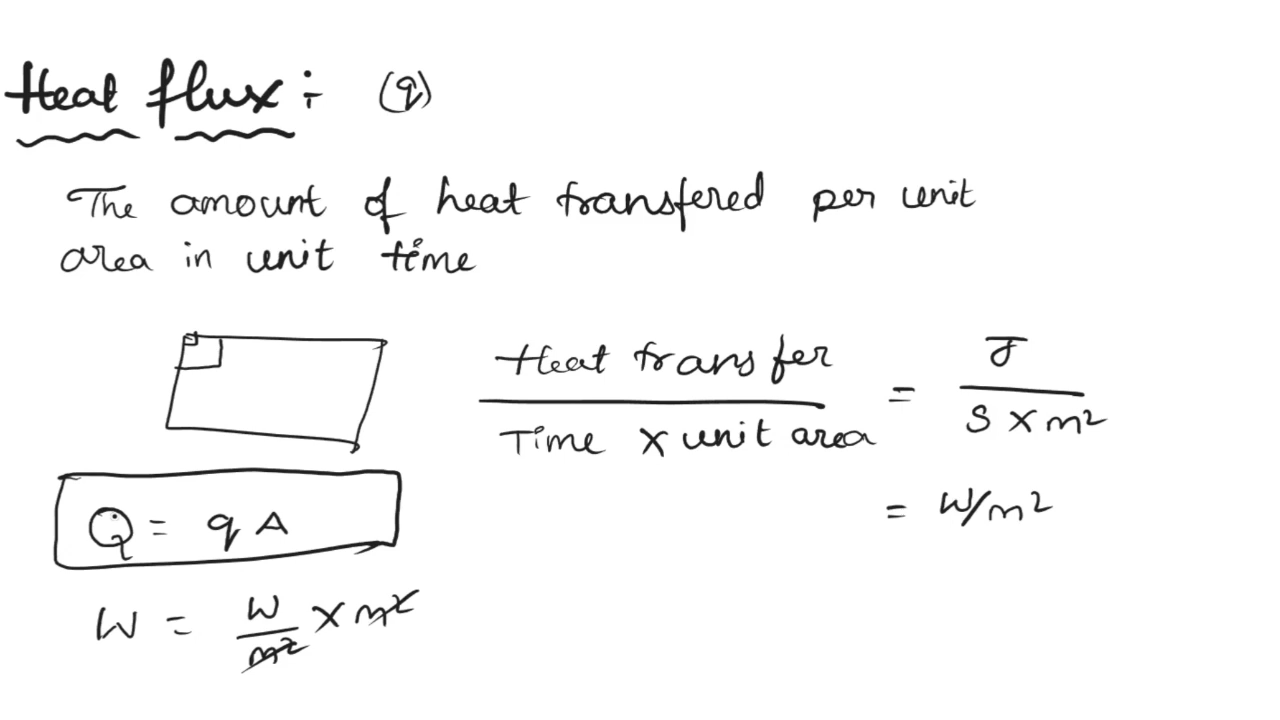 Heat flux :- (q)
The amount of heat transfered per unit
area in unit time
Heat transfer / Time x unit area = J / S x m²
= W/m²
Q = q A
W = W / m² x m²